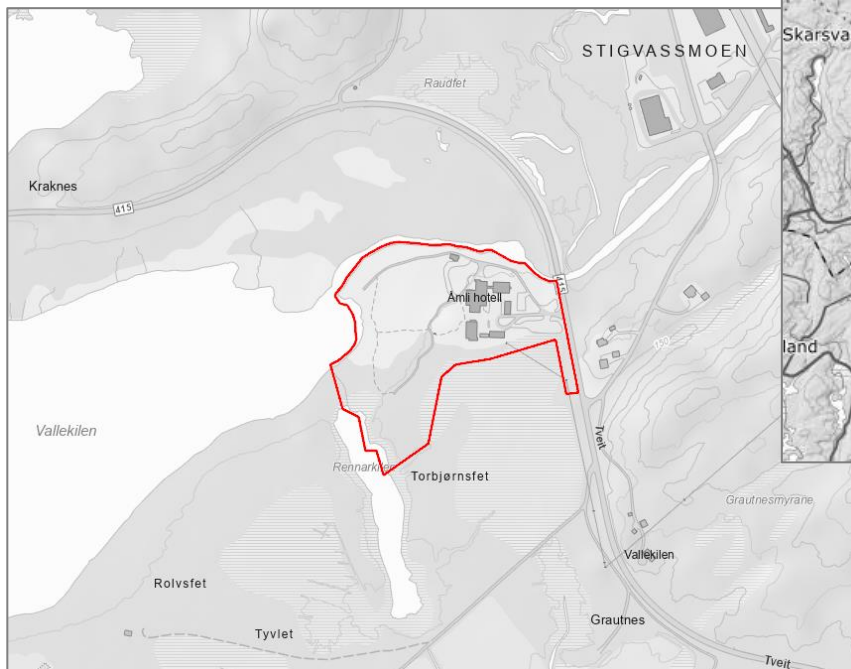 Skarsva
STIGVASSMOEN
Raudfet
Kraknes
415
415
Åmli hotell
130
land
Vallekilen
Tveit
Rennarkilen
Torbjørnsfet
Grautnesmyrane
Vallekilen
Rolvsfet
Grautnes
Tyvlet
Tveit